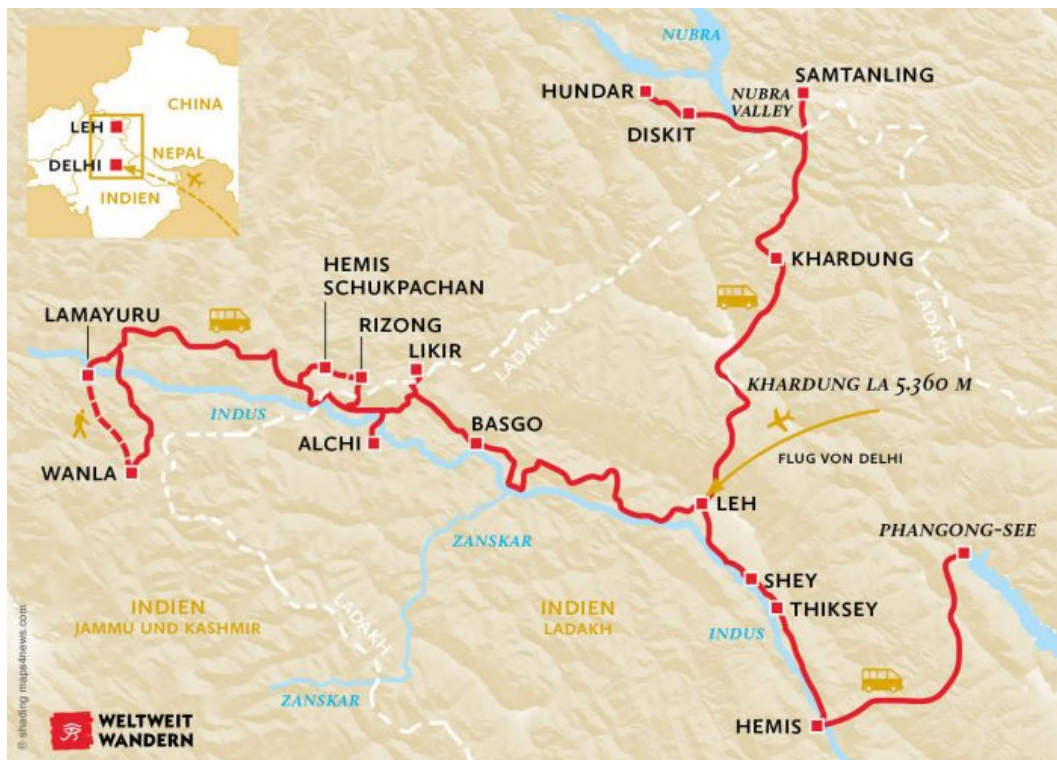 CHINA
LEH
NEPAL
DELHI
INDIEN
NUBRA
SAMTANLING
HUNDAR
NUBRA
VALLEY
DISKIT
KHARDUNG
HEMIS
SCHUKPACHAN
LAMAYURU
RIZONG
LIKIR
LADAKH
LADAKH
KHARDUNG LA 5.360 M
INDUS
BASGO
ALCHI
FLUG VON DELHI
WANLA
LEH
PHANGONG-SEE
ZANSKAR
SHEY
THIKSEY
INDIEN
JAMMU UND KASHMIR
LADAKH
INDIEN
LADAKH
INDUS
ZANSKAR
HEMIS
WELTWEIT
WANDERN
© shading maps4news.com